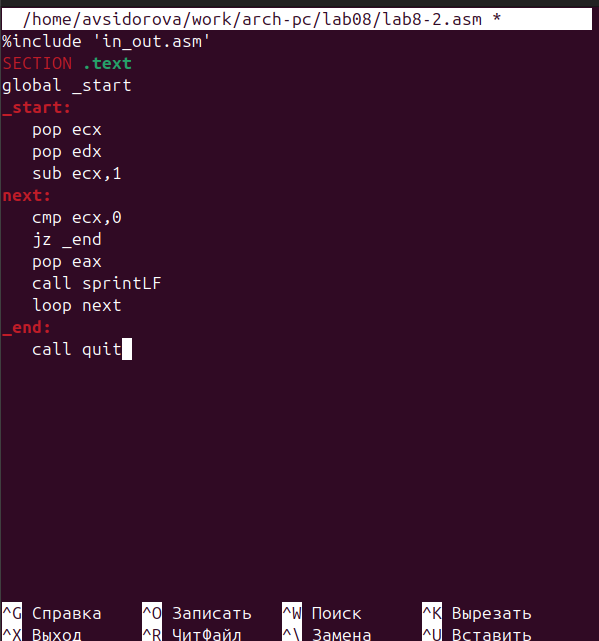 /home/avsidorova/work/arch-pc/lab08/lab8-2.asm *
%include 'in_out.asm'
SECTION .text
global _start
_start:
pop ecx
pop edx
sub ecx,1
next:
cmp ecx,0
jz _end
pop eax
call sprintLF
loop next
_end:
call quit
^G Справка ^O Записать ^W Поиск ^K Вырезать
^X Выход ^R ЧитФайл ^\ Замена ^U Вставить